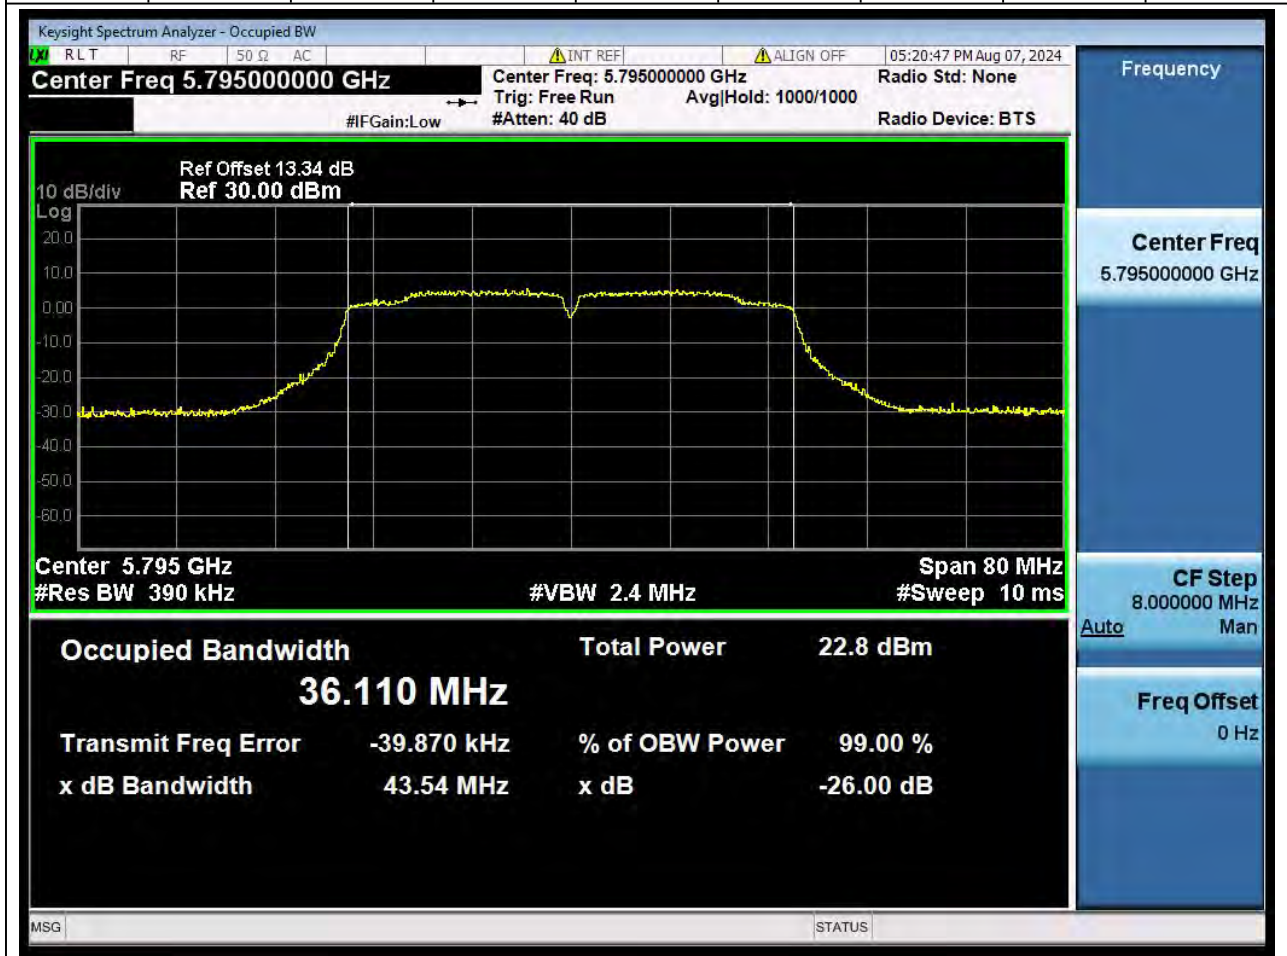 Keysight Spectrum Analyzer - Occupied BW
LXI RLT RF 50 Ω AC INT REF ALIGN OFF 05:20:47 PM Aug 07, 2024
Center Freq 5.795000000 GHz
Center Freq: 5.795000000 GHz Radio Std: None
Trig: Free Run Avg|Hold: 1000/1000
#IFGain:Low #Atten: 40 dB Radio Device: BTS
Ref Offset 13.34 dB
10 dB/div Ref 30.00 dBm
Log
20.0
10.0
0.00
-10.0
-20.0
-30.0
-40.0
-50.0
-60.0
Center 5.795 GHz Span 80 MHz
#Res BW 390 kHz #VBW 2.4 MHz #Sweep 10 ms
Occupied Bandwidth Total Power 22.8 dBm
36.110 MHz
Transmit Freq Error -39.870 kHz % of OBW Power 99.00 %
x dB Bandwidth 43.54 MHz x dB -26.00 dB
MSG STATUS
Frequency
Center Freq
5.795000000 GHz
CF Step
8.000000 MHz
Auto Man
Freq Offset
0 Hz